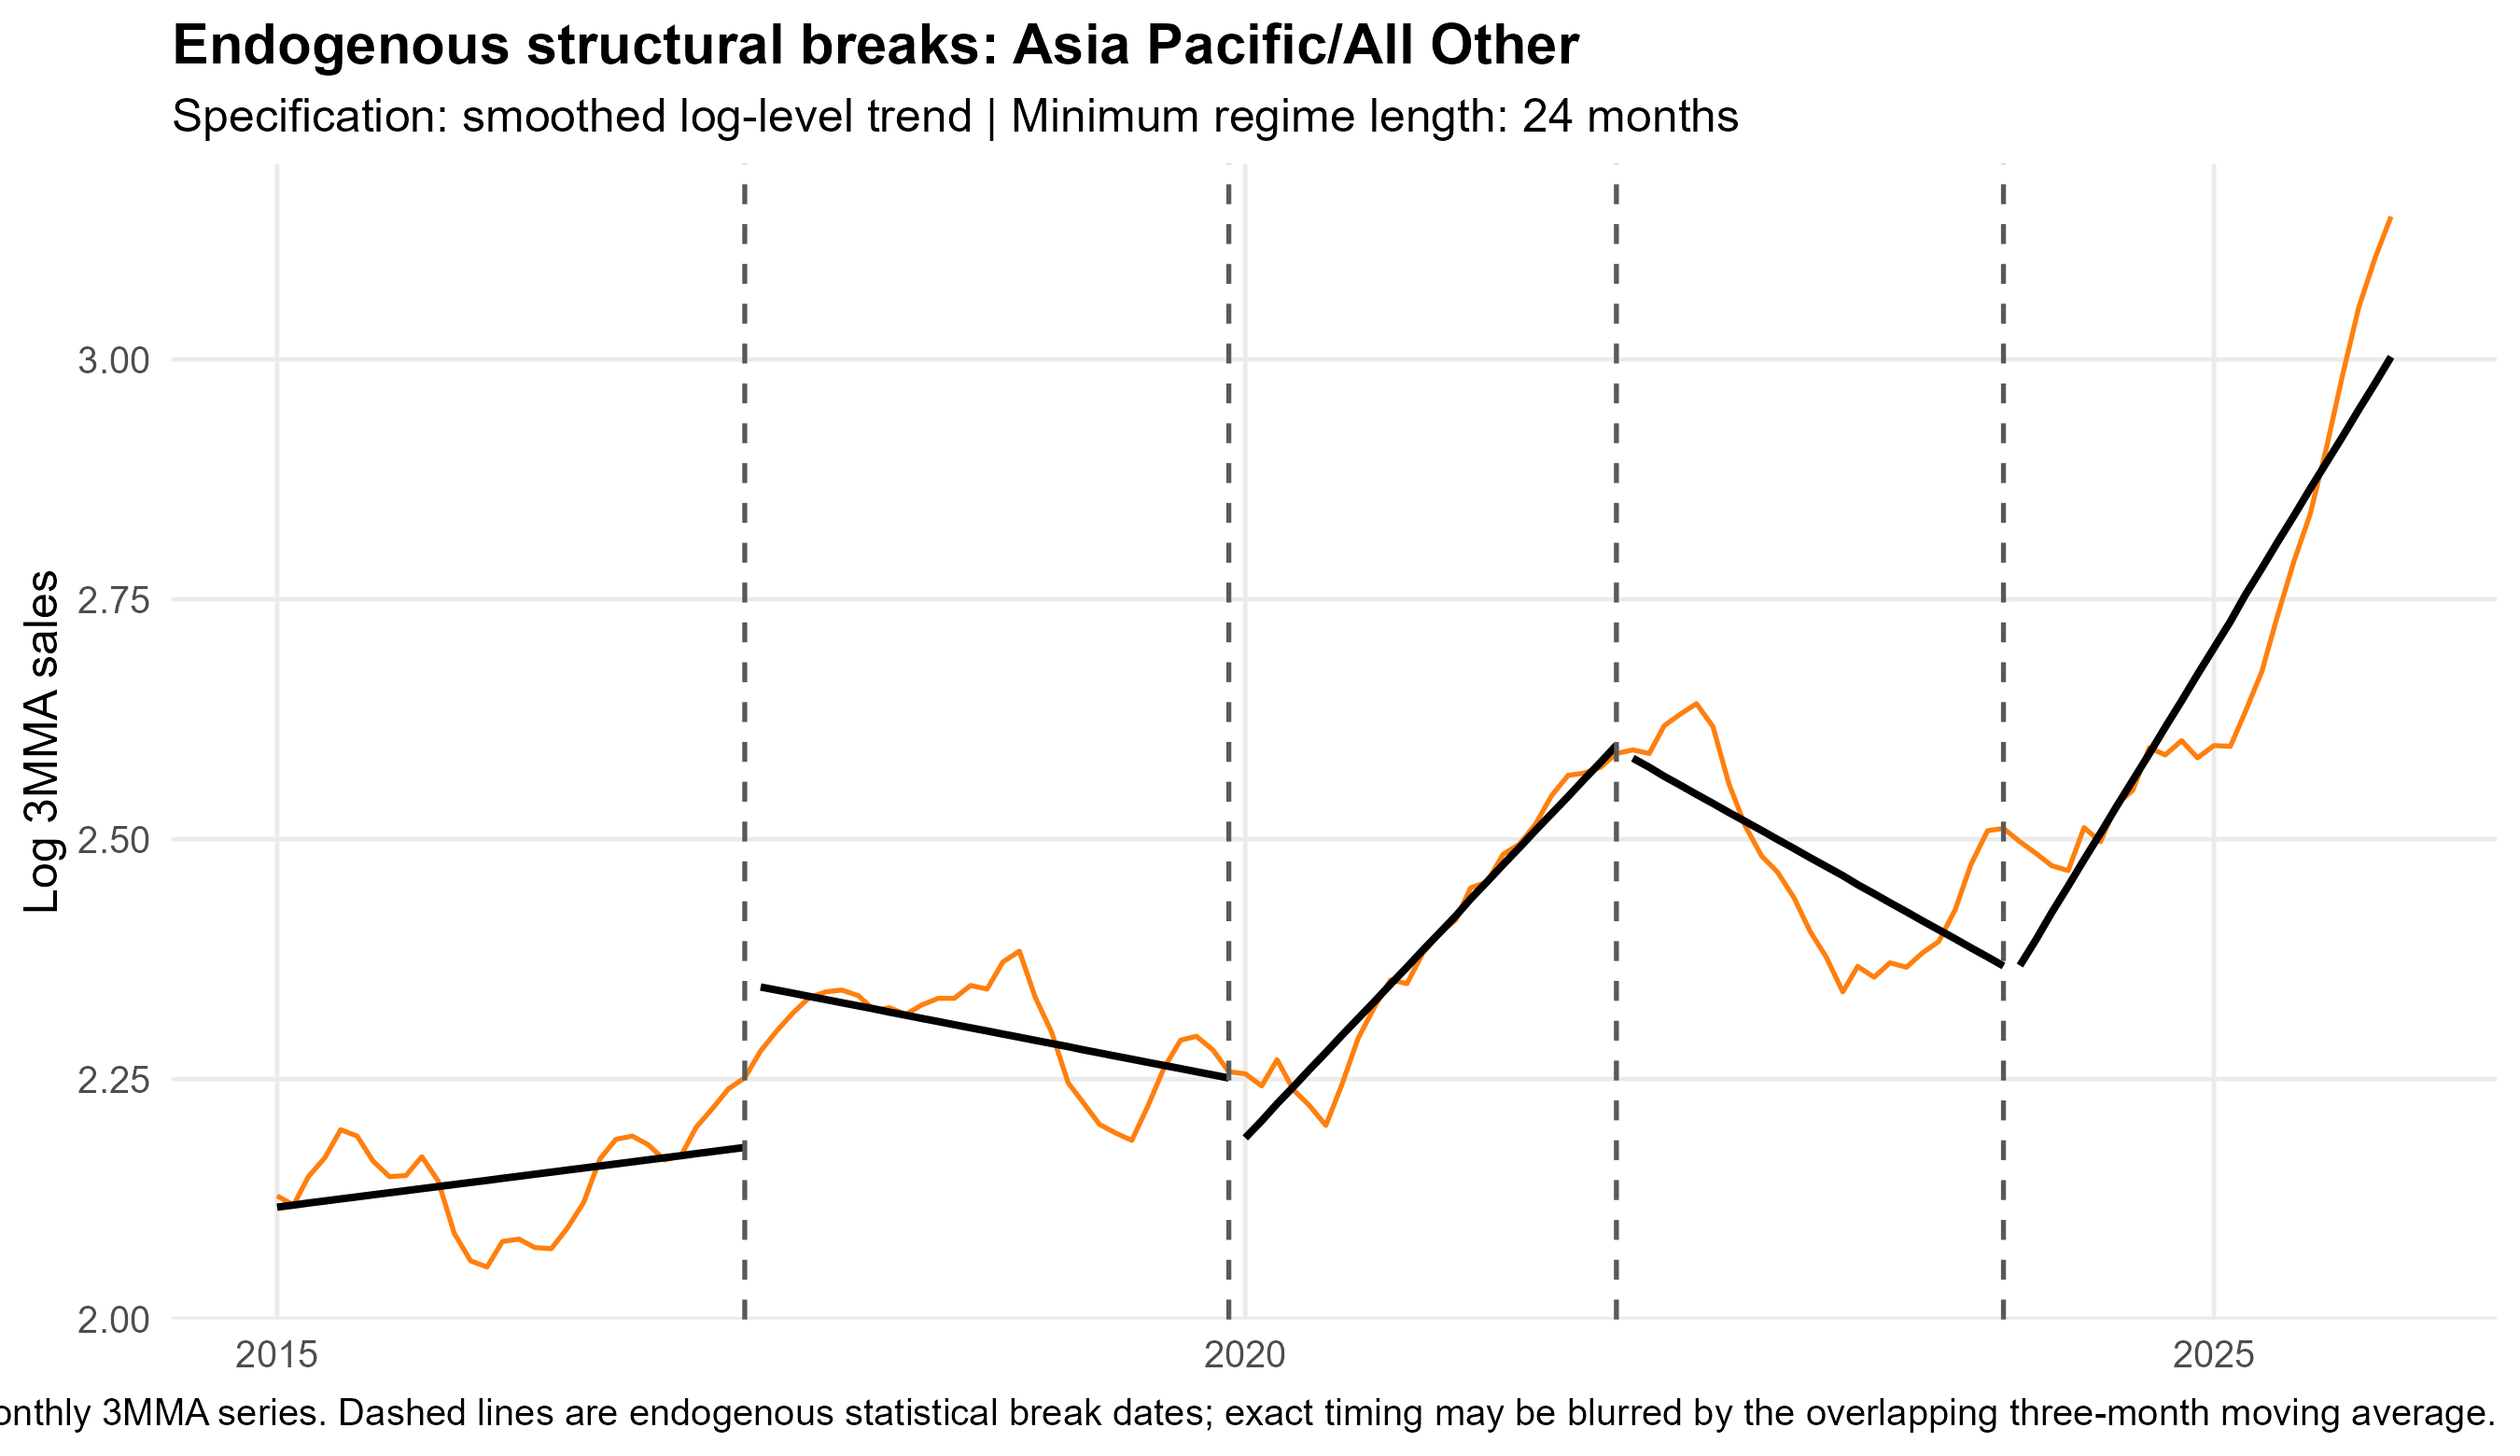 Endogenous structural breaks: Asia Pacific/All Other
Specification: smoothed log-level trend | Minimum regime length: 24 months
Log 3MMA sales
3.00
2.75
2.50
2.25
2.00
2015
2020
2025
onthly 3MMA series. Dashed lines are endogenous statistical break dates; exact timing may be blurred by the overlapping three-month moving average.